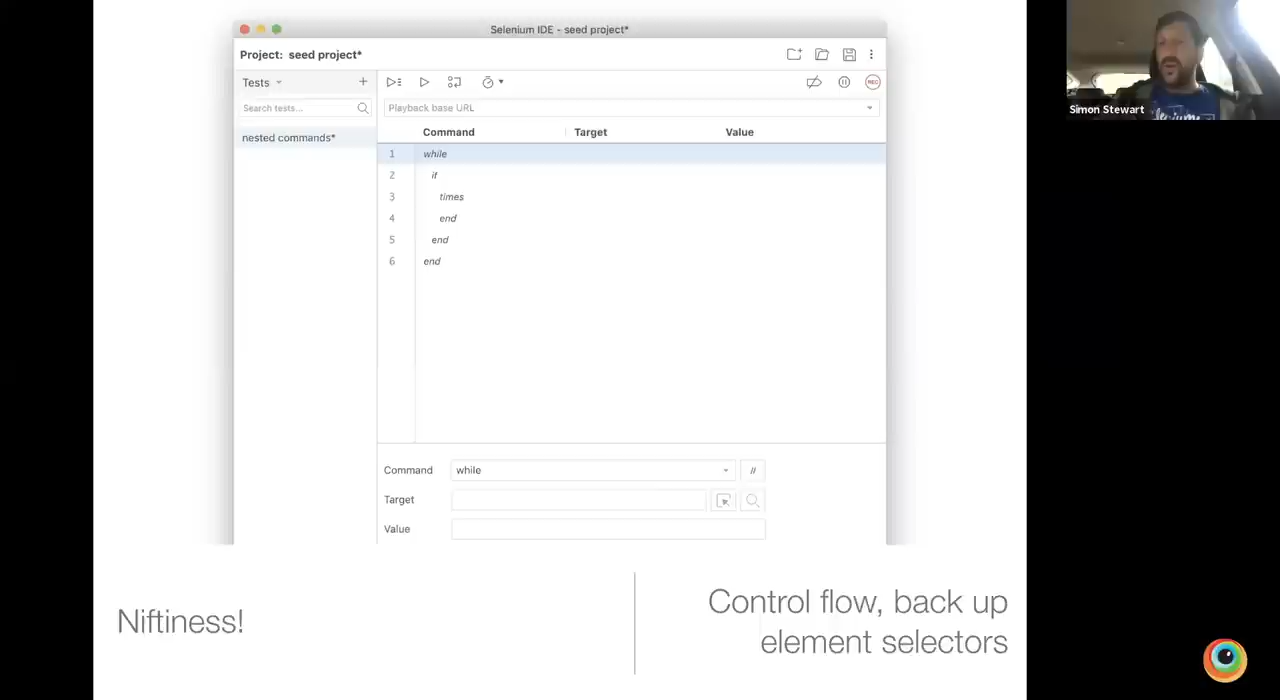 Selenium IDE - seed project*
Project: seed project*
Tests
+
REC
Search tests...
Playback base URL
Command Target Value
nested commands*
1 while
2 if
3 times
4 end
5 end
6 end
Command while //
Target
Value
Niftiness!
Control flow, back up
element selectors
Simon Stewart